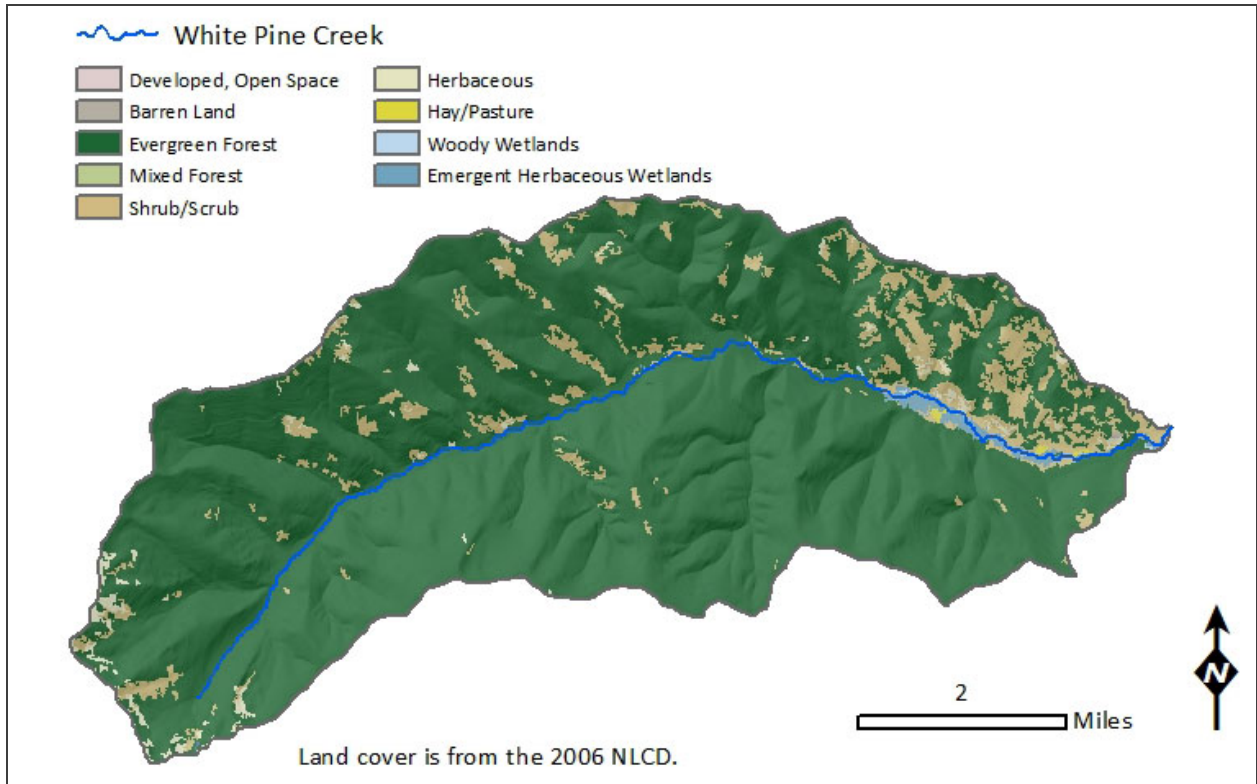 White Pine Creek
Developed, Open Space
Barren Land
Evergreen Forest
Mixed Forest
Shrub/Scrub
Herbaceous
Hay/Pasture
Woody Wetlands
Emergent Herbaceous Wetlands
N
2
Miles
Land cover is from the 2006 NLCD.